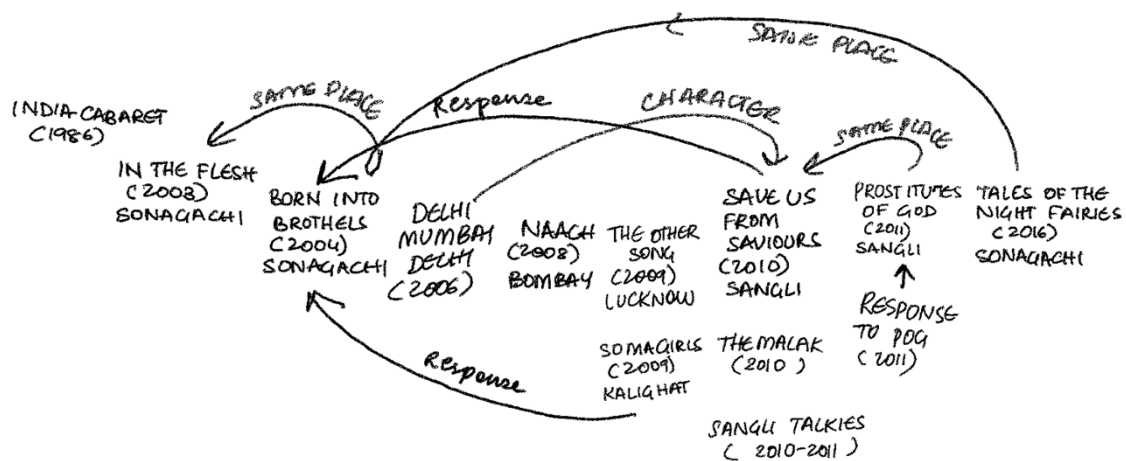 SAME PLACE
INDIA-CABARET
(1986)
SAME PLACE
Response
CHARACTER
SAME PLACE
IN THE FLESH
(2003)
SONAGACHI
BORN INTO
BROTHELS
(2004)
SONAGACHI
DELHI
MUMBAI
DELHI
(2006)
NAACH
(2008)
BOMBAY
THE OTHER
SONG
(2009)
LUCKNOW
SAVE US
FROM
SAVIOURS
(2010)
SANGLI
PROSTITUTES
OF GOD
(2011)
SANGLI
TALES OF THE
NIGHT FAIRIES
(2016)
SONAGACHI
Response
SOMAGIRLS
(2009)
KALIGHAT
THEMALAK
(2010)
RESPONSE
TO POG
(2011)
SANGLI TALKIES
(2010-2011)